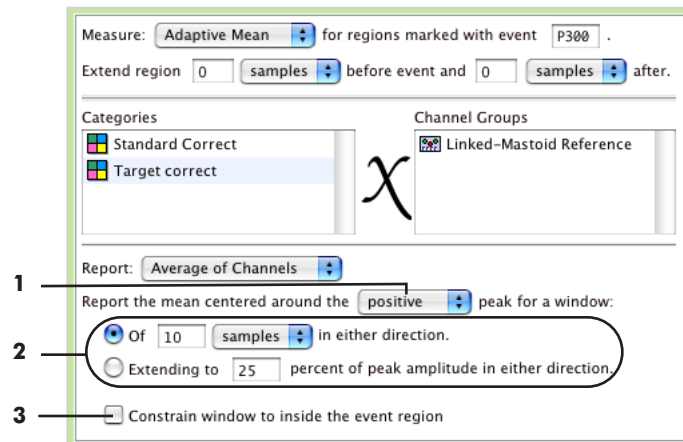 Measure: Adaptive Mean for regions marked with event P300 .
Extend region 0 samples before event and 0 samples after.
Categories Channel Groups
Standard Correct Linked-Mastoid Reference
Target correct
X
Report: Average of Channels
1
Report the mean centered around the positive peak for a window:
Of 10 samples in either direction.
2
Extending to 25 percent of peak amplitude in either direction.
3 Constrain window to inside the event region